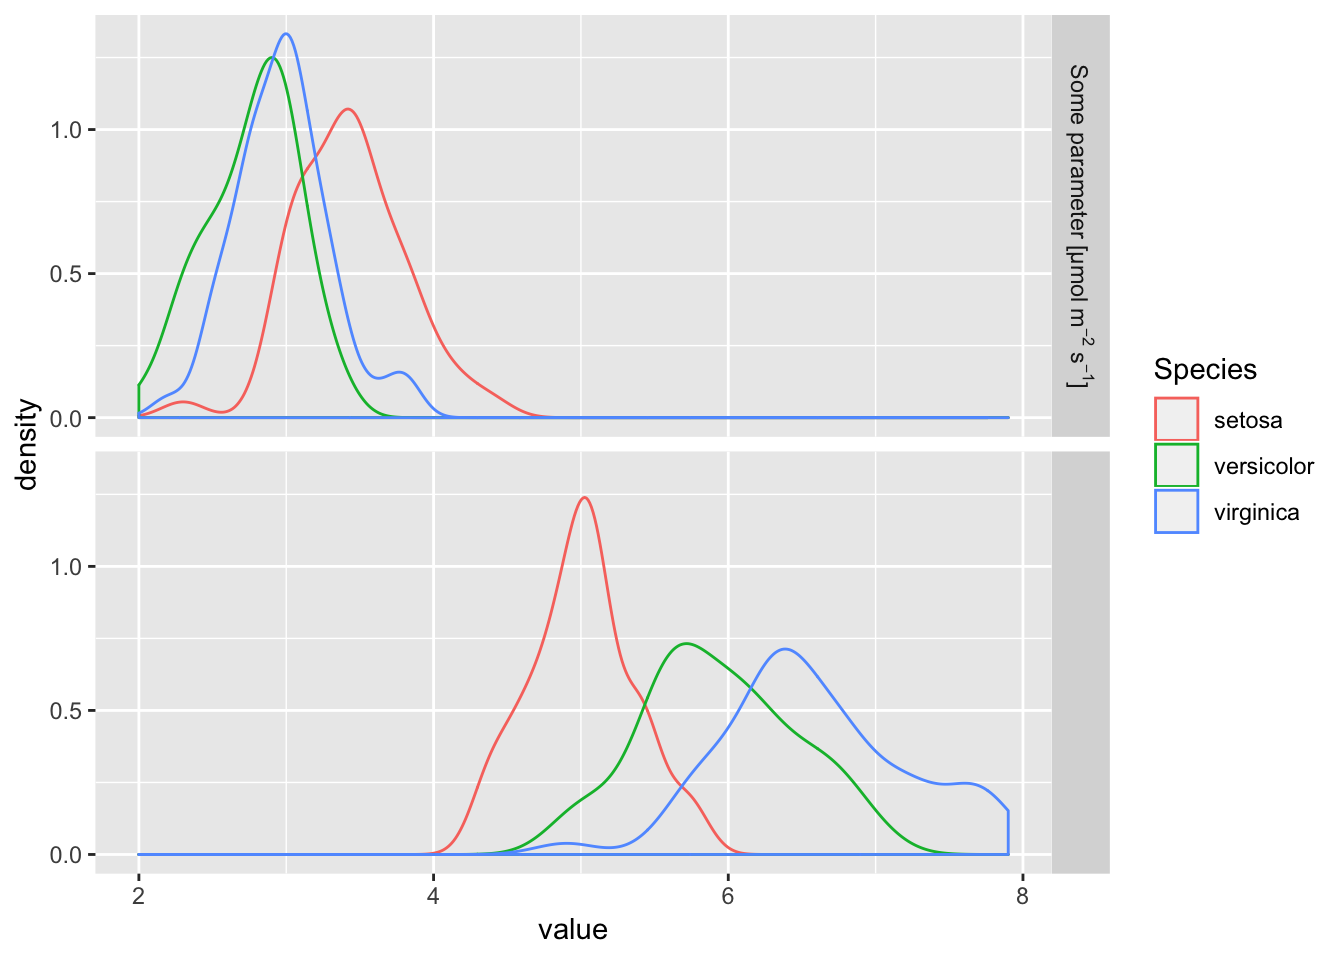 1.0
0.5
0.0
Some parameter [µmol m⁻² s⁻¹]
1.0
0.5
0.0
2 4 6 8
value
density
Species
setosa
versicolor
virginica